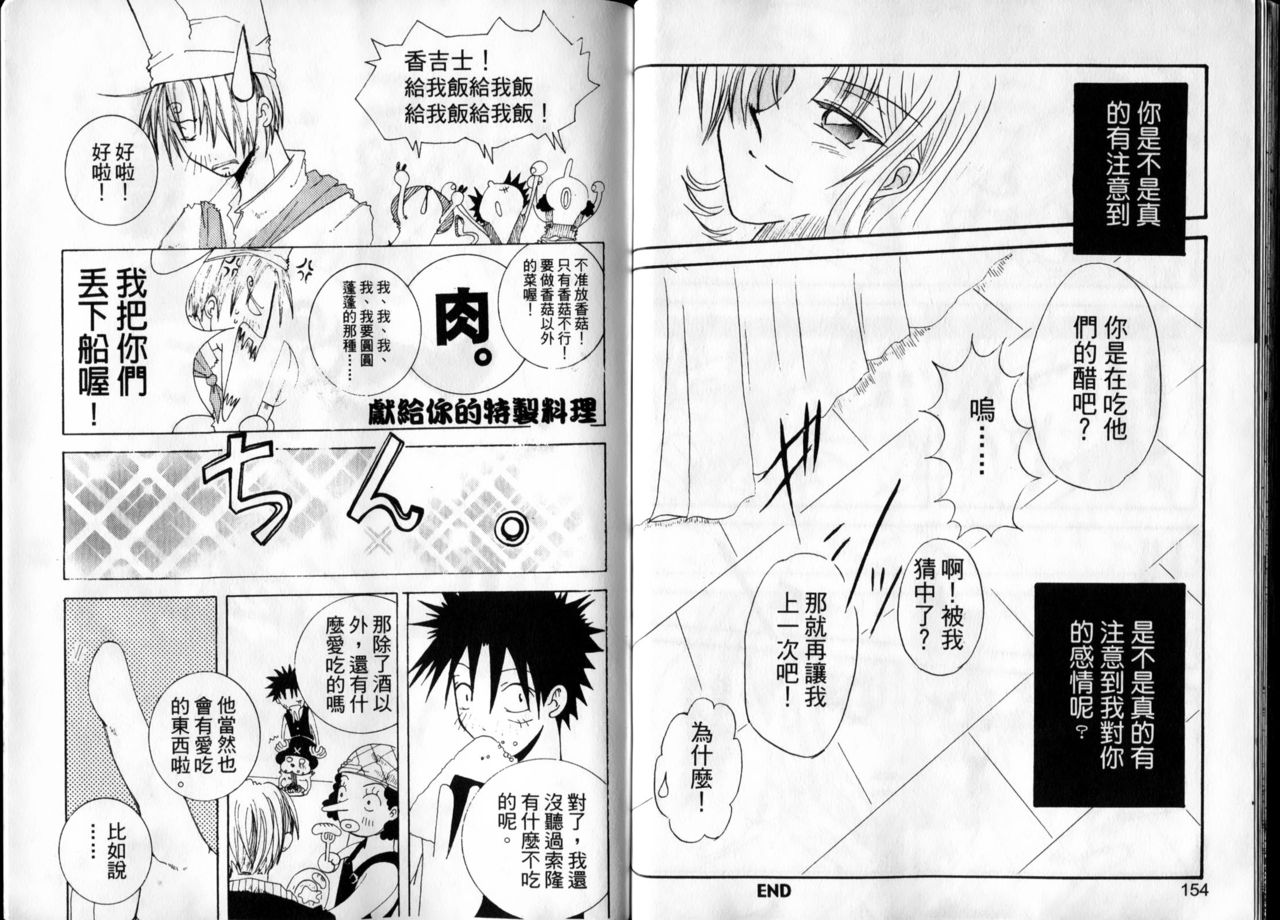 你是不是真
的有注意到
你是在吃他
們的醋吧？
嗚……
啊！被我
猜中了？
那就再讓我
上一次吧！
為什麼！
是不是真的有
注意到我對你
的感情呢？
END
154
香吉士！
給我飯給我飯
給我飯給我飯！
好啦！
好啦！
不准放香菇！
只有香菇不行！
要做香菇以外
的菜喔！
肉。
我、我、我、
我、我要圓圓
蓬蓬的那種……
我把你們
丟下船喔！
獻給你的特製料理
ちん。
對了，我還
沒聽過索隆
有什麼不吃
的呢。
那除了酒以
外，還有什
麼愛吃的嗎
他當然也
會有愛吃
的東西啦。
比如說
……